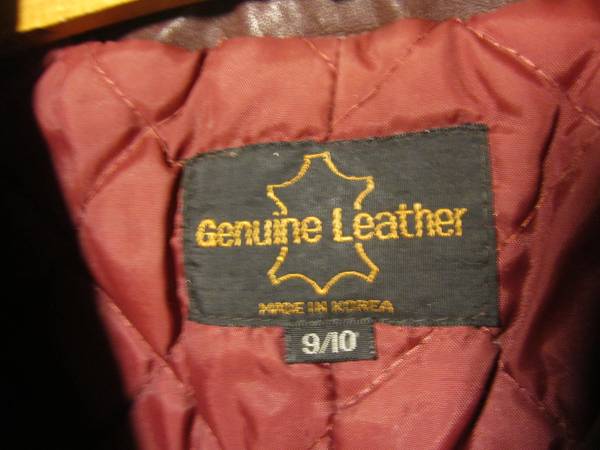 Genuine Leather
MADE IN KOREA
9/10